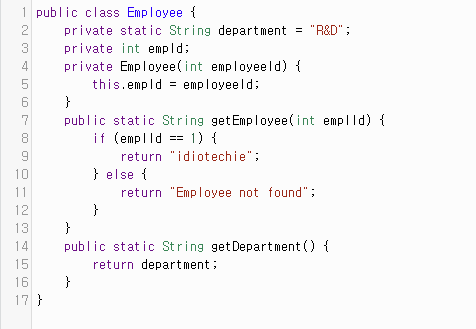 1 public class Employee {
2     private static String department = "R&D";
3     private int empId;
4     private Employee(int employeeId) {
5         this.empId = employeeId;
6     }
7     public static String getEmployee(int emplId) {
8         if (emplId == 1) {
9             return "idiotechie";
10         } else {
11             return "Employee not found";
12         }
13     }
14     public static String getDepartment() {
15         return department;
16     }
17 }